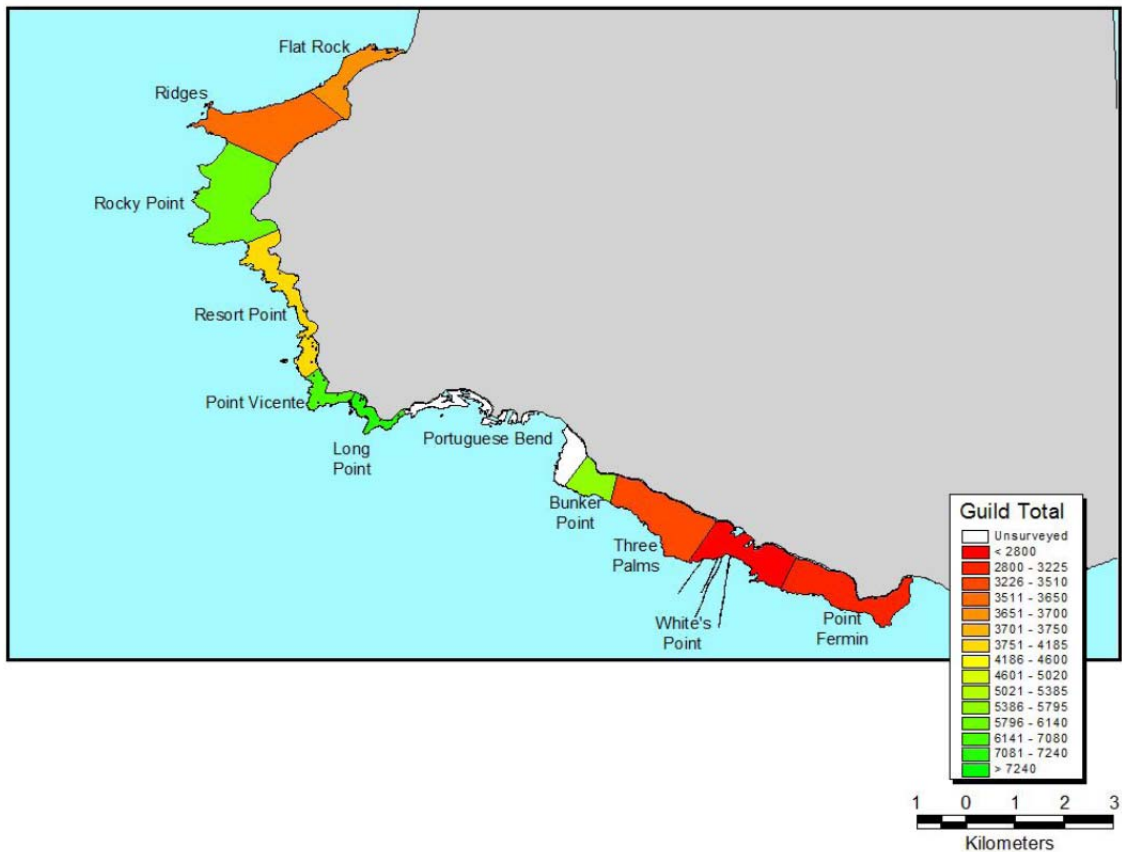 Flat Rock
Ridges
Rocky Point
Resort Point
Point Vicente
Long
Point
Portuguese Bend
Bunker
Point
Three
Palms
White's
Point
Point
Fermin
Guild Total
Unsurveyed
< 2800
2800 - 3225
3226 - 3510
3511 - 3650
3651 - 3700
3701 - 3750
3751 - 4185
4186 - 4600
4601 - 5020
5021 - 5385
5386 - 5795
5796 - 6140
6141 - 7080
7081 - 7240
> 7240
1 0 1 2 3
Kilometers